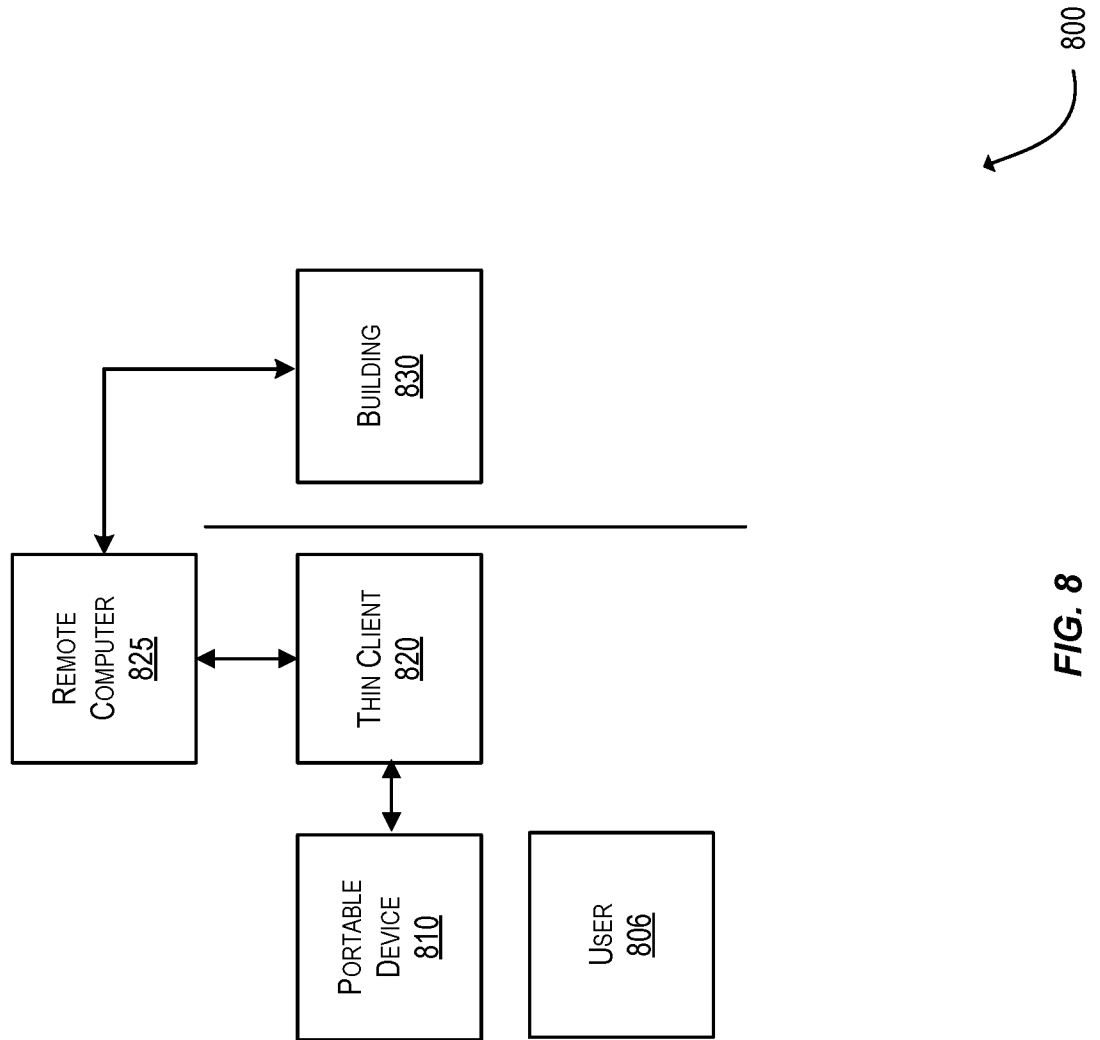 REMOTE
COMPUTER
825
BUILDING
830
THIN CLIENT
820
PORTABLE
DEVICE
810
USER
806
800
FIG. 8